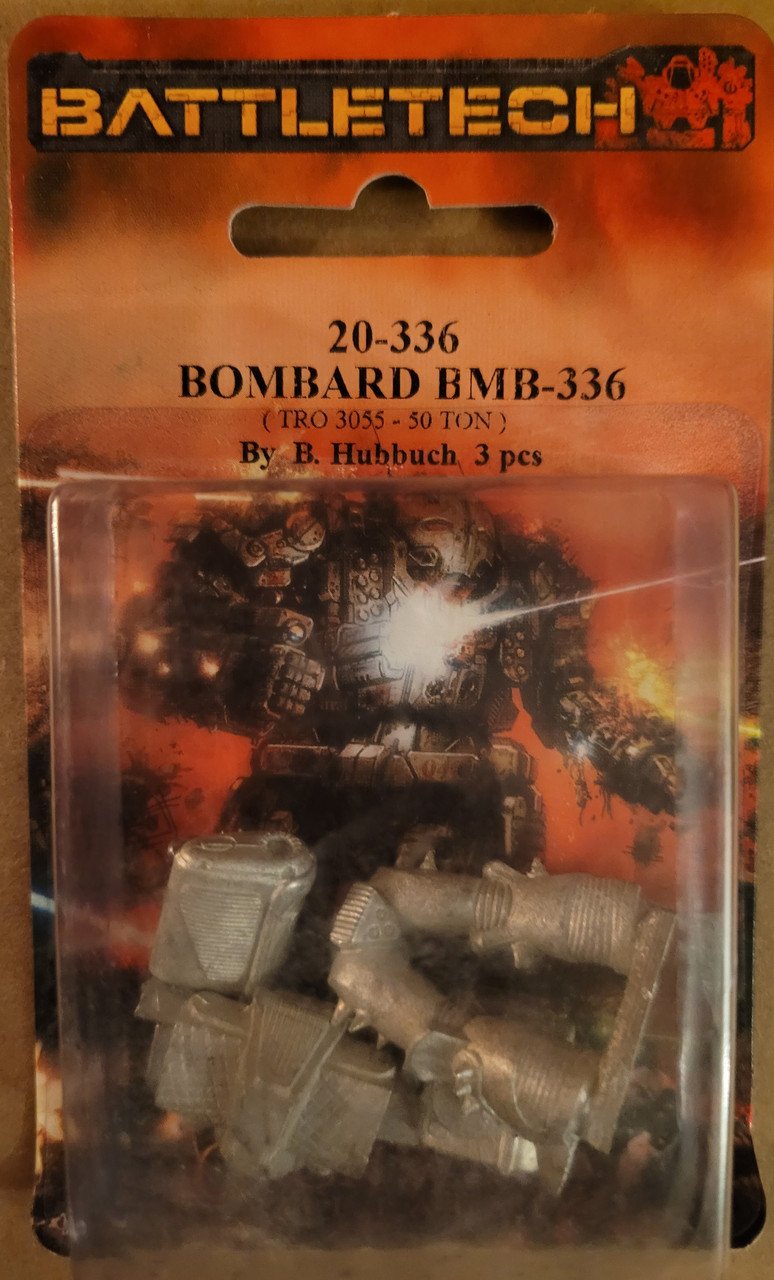 BATTLETECH
20-336
BOMBARD BMB-336
( TRO 3055 - 50 TON )
By B. Hubbuch 3 pcs